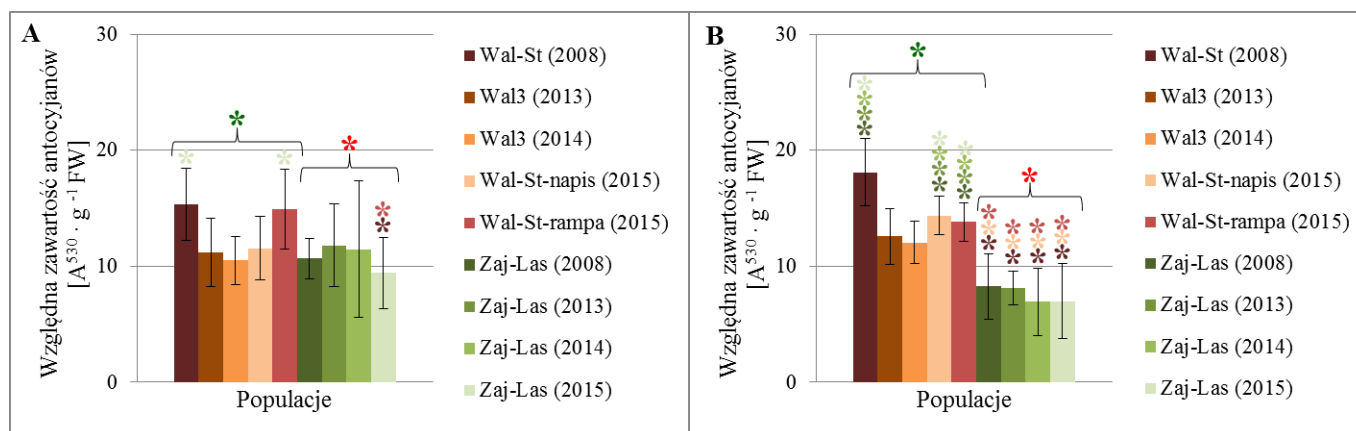 A
Względna zawartość antocyjanów
[A530 · g -1 FW]
30
20
10
0
*
*
*
*
*
*
Populacje
Wal-St (2008)
Wal3 (2013)
Wal3 (2014)
Wal-St-napis (2015)
Wal-St-rampa (2015)
Zaj-Las (2008)
Zaj-Las (2013)
Zaj-Las (2014)
Zaj-Las (2015)
B
Względna zawartość antocyjanów
[A530 · g -1 FW]
30
20
10
0
*
****
****
****
*
***
***
***
***
Populacje
Wal-St (2008)
Wal3 (2013)
Wal3 (2014)
Wal-St-napis (2015)
Wal-St-rampa (2015)
Zaj-Las (2008)
Zaj-Las (2013)
Zaj-Las (2014)
Zaj-Las (2015)